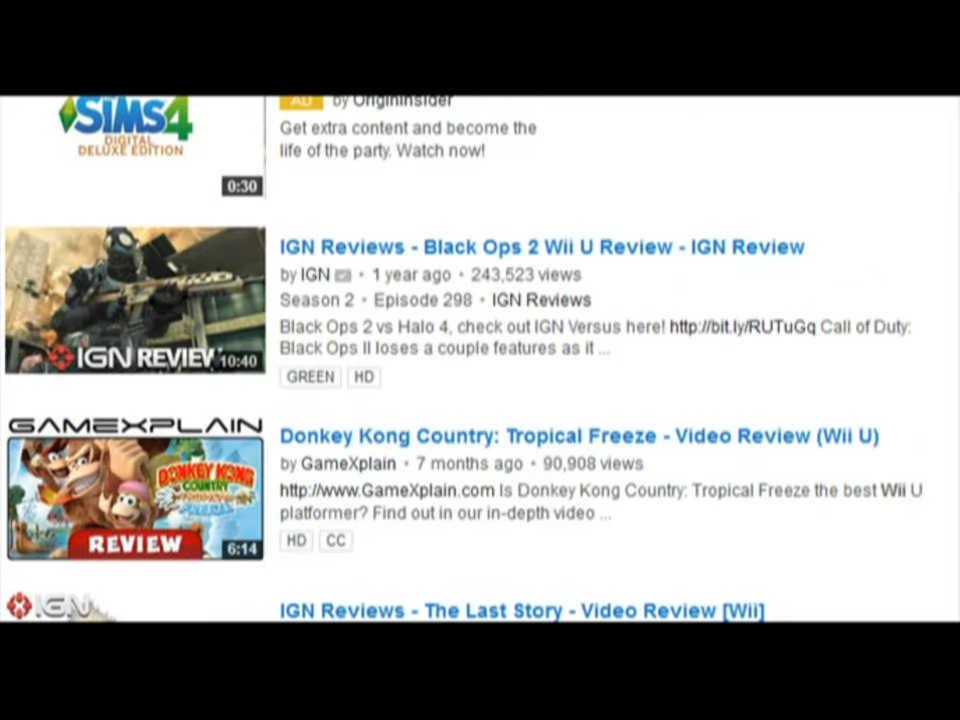 SIMS4
DIGITAL
DELUXE EDITION
0:30
AD by OriginInsider
Get extra content and become the
life of the party. Watch now!
IGN REVIEW
10:40
IGN Reviews - Black Ops 2 Wii U Review - IGN Review
by IGN • 1 year ago • 243,523 views
Season 2 • Episode 298 • IGN Reviews
Black Ops 2 vs Halo 4, check out IGN Versus here! http://bit.ly/RUTuGq Call of Duty:
Black Ops II loses a couple features as it ...
GREEN HD
GAMEXPLAIN
DONKEY KONG
COUNTRY
REVIEW
6:14
Donkey Kong Country: Tropical Freeze - Video Review (Wii U)
by GameXplain • 7 months ago • 90,908 views
http://www.GameXplain.com Is Donkey Kong Country: Tropical Freeze the best Wii U
platformer? Find out in our in-depth video ...
HD CC
IGN
IGN Reviews - The Last Story - Video Review [Wii]